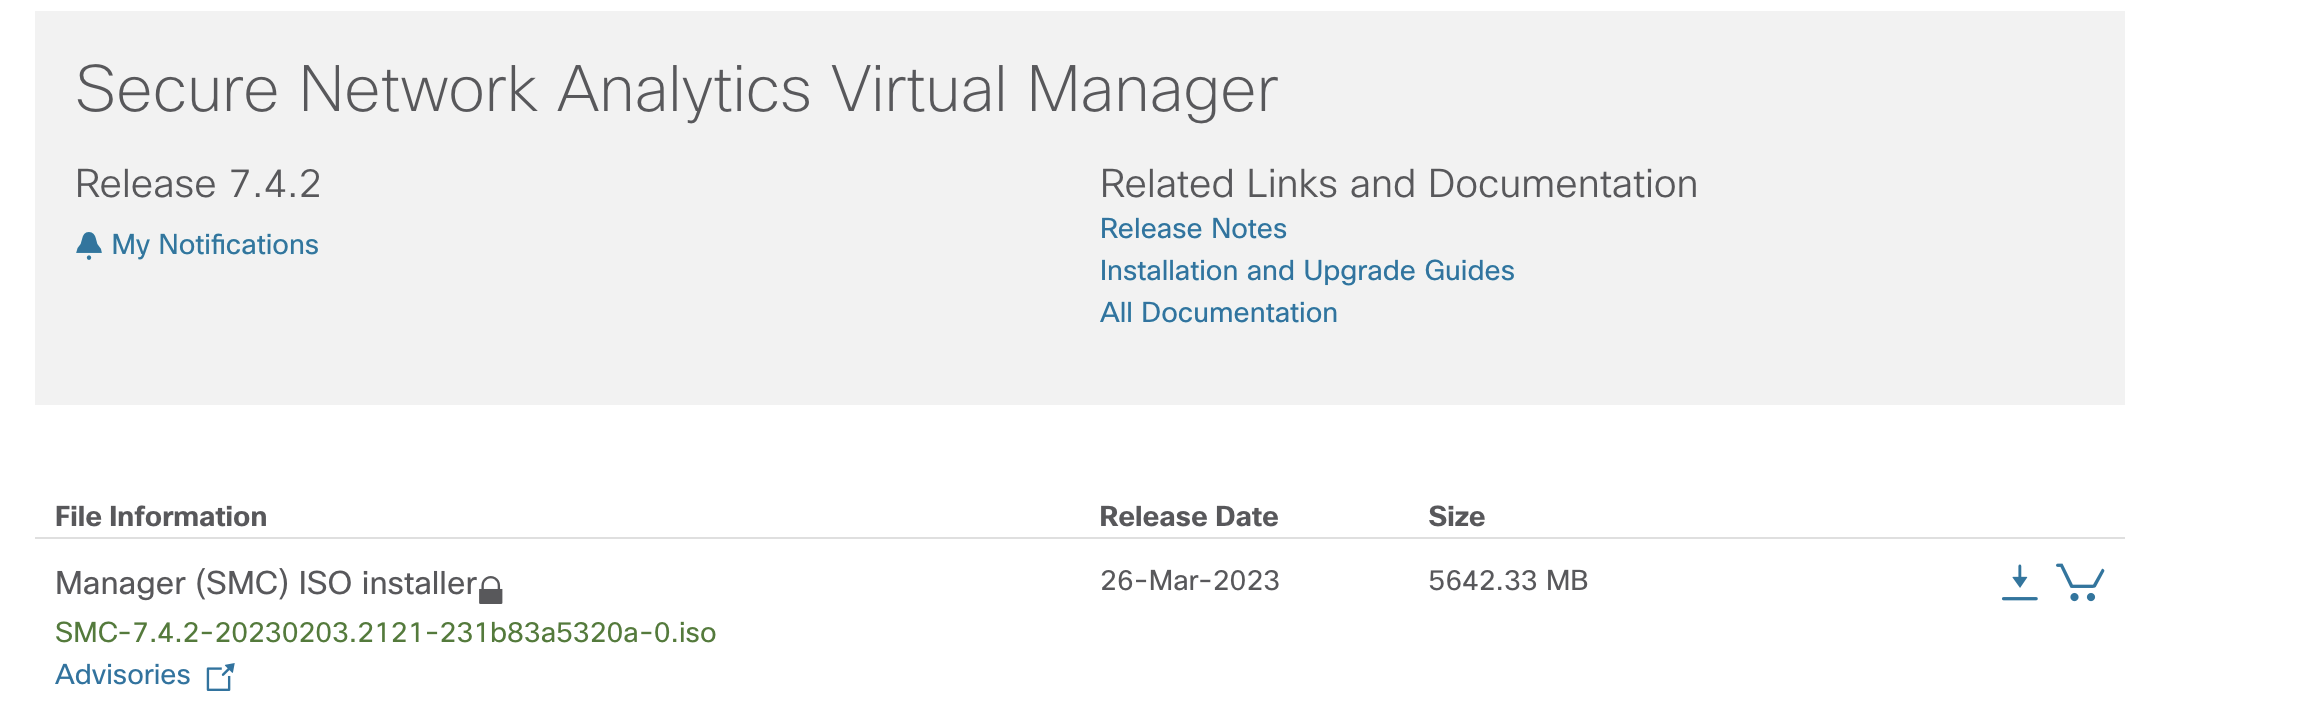 Secure Network Analytics Virtual Manager
Release 7.4.2
My Notifications
Related Links and Documentation
Release Notes
Installation and Upgrade Guides
All Documentation
File Information
Release Date
Size
Manager (SMC) ISO installer
26-Mar-2023
5642.33 MB
SMC-7.4.2-20230203.2121-231b83a5320a-0.iso
Advisories